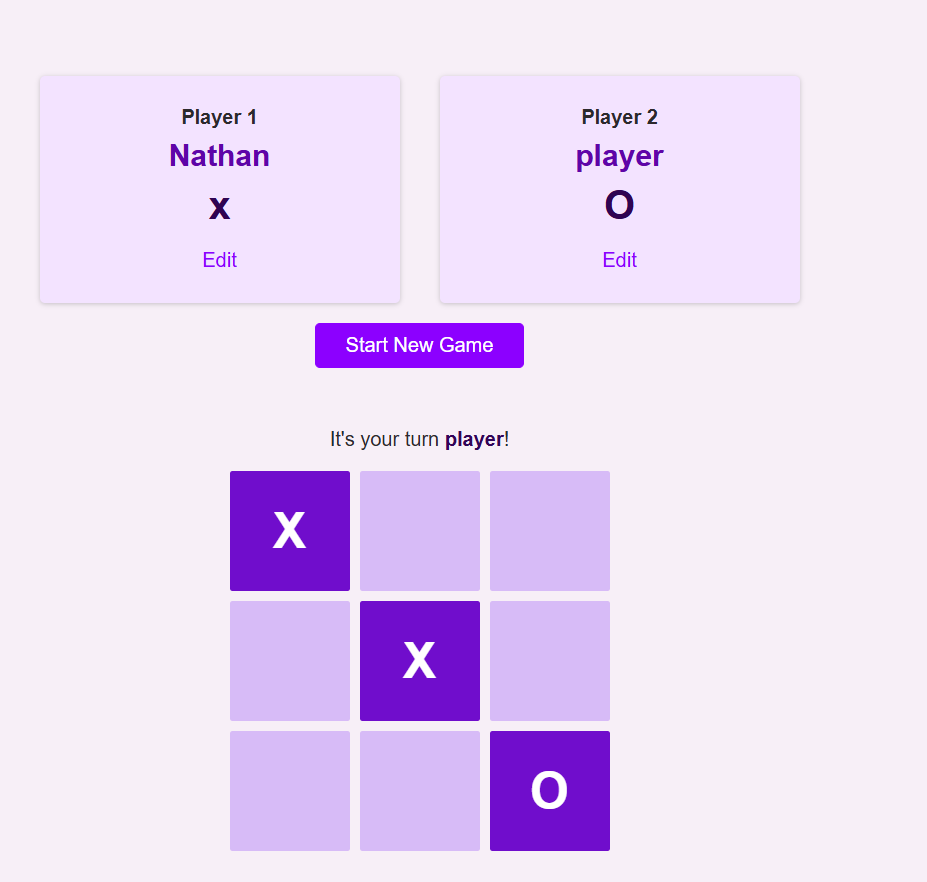 Player 1
Nathan
x
Edit
Player 2
player
O
Edit
Start New Game
It's your turn player!
X
X
O